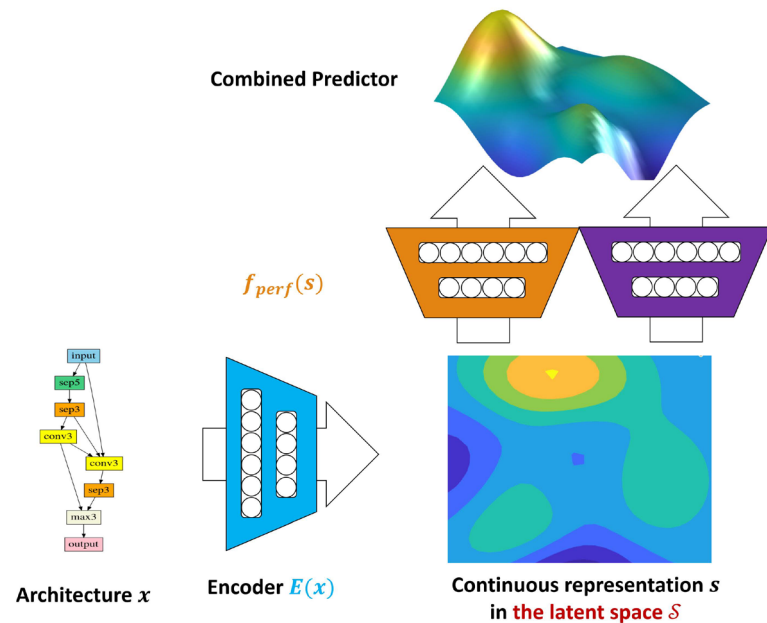 Combined Predictor
f_perf(s)
input
sep5
sep3
conv3
conv3
sep3
max3
output
Architecture x
Encoder E(x)
Continuous representation s
in the latent space S